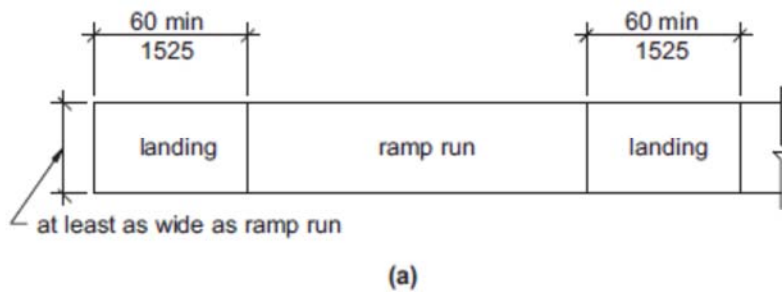 60 min
1525
60 min
1525
landing
ramp run
landing
at least as wide as ramp run
(a)